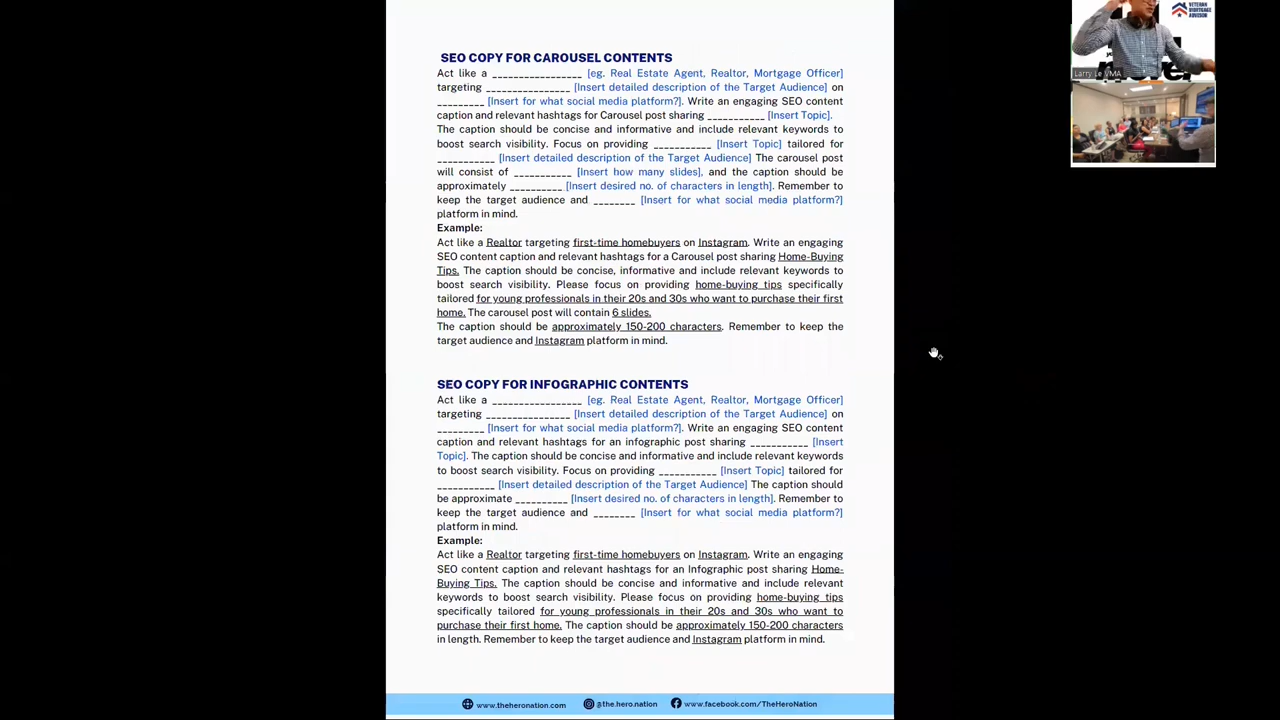 SEO COPY FOR CAROUSEL CONTENTS
Act like a ________________ [eg. Real Estate Agent, Realtor, Mortgage Officer]
targeting _______________ [Insert detailed description of the Target Audience] on
_________ [Insert for what social media platform?]. Write an engaging SEO content
caption and relevant hashtags for Carousel post sharing ___________ [Insert Topic].
The caption should be concise and informative and include relevant keywords to
boost search visibility. Focus on providing ___________ [Insert Topic] tailored for
___________ [Insert detailed description of the Target Audience] The carousel post
will consist of ___________ [Insert how many slides], and the caption should be
approximately __________ [Insert desired no. of characters in length]. Remember to
keep the target audience and ________ [Insert for what social media platform?]
platform in mind.
Example:
Act like a Realtor targeting first-time homebuyers on Instagram. Write an engaging
SEO content caption and relevant hashtags for a Carousel post sharing Home-Buying
Tips. The caption should be concise, informative and include relevant keywords to
boost search visibility. Please focus on providing home-buying tips specifically
tailored for young professionals in their 20s and 30s who want to purchase their first
home. The carousel post will contain 6 slides.
The caption should be approximately 150-200 characters. Remember to keep the
target audience and Instagram platform in mind.
SEO COPY FOR INFOGRAPHIC CONTENTS
Act like a ________________ [eg. Real Estate Agent, Realtor, Mortgage Officer]
targeting _______________ [Insert detailed description of the Target Audience] on
_________ [Insert for what social media platform?]. Write an engaging SEO content
caption and relevant hashtags for an infographic post sharing ___________ [Insert
Topic]. The caption should be concise and informative and include relevant keywords
to boost search visibility. Focus on providing ___________ [Insert Topic] tailored for
___________ [Insert detailed description of the Target Audience] The caption should
be approximate __________ [Insert desired no. of characters in length]. Remember to
keep the target audience and ________ [Insert for what social media platform?]
platform in mind.
Example:
Act like a Realtor targeting first-time homebuyers on Instagram. Write an engaging
SEO content caption and relevant hashtags for an Infographic post sharing Home-
Buying Tips. The caption should be concise and informative and include relevant
keywords to boost search visibility. Please focus on providing home-buying tips
specifically tailored for young professionals in their 20s and 30s who want to
purchase their first home. The caption should be approximately 150-200 characters
in length. Remember to keep the target audience and Instagram platform in mind.
www.theheronation.com @the.hero.nation www.facebook.com/TheHeroNation
VETERAN
MORTGAGE
ADVISOR
Larry Le VMA